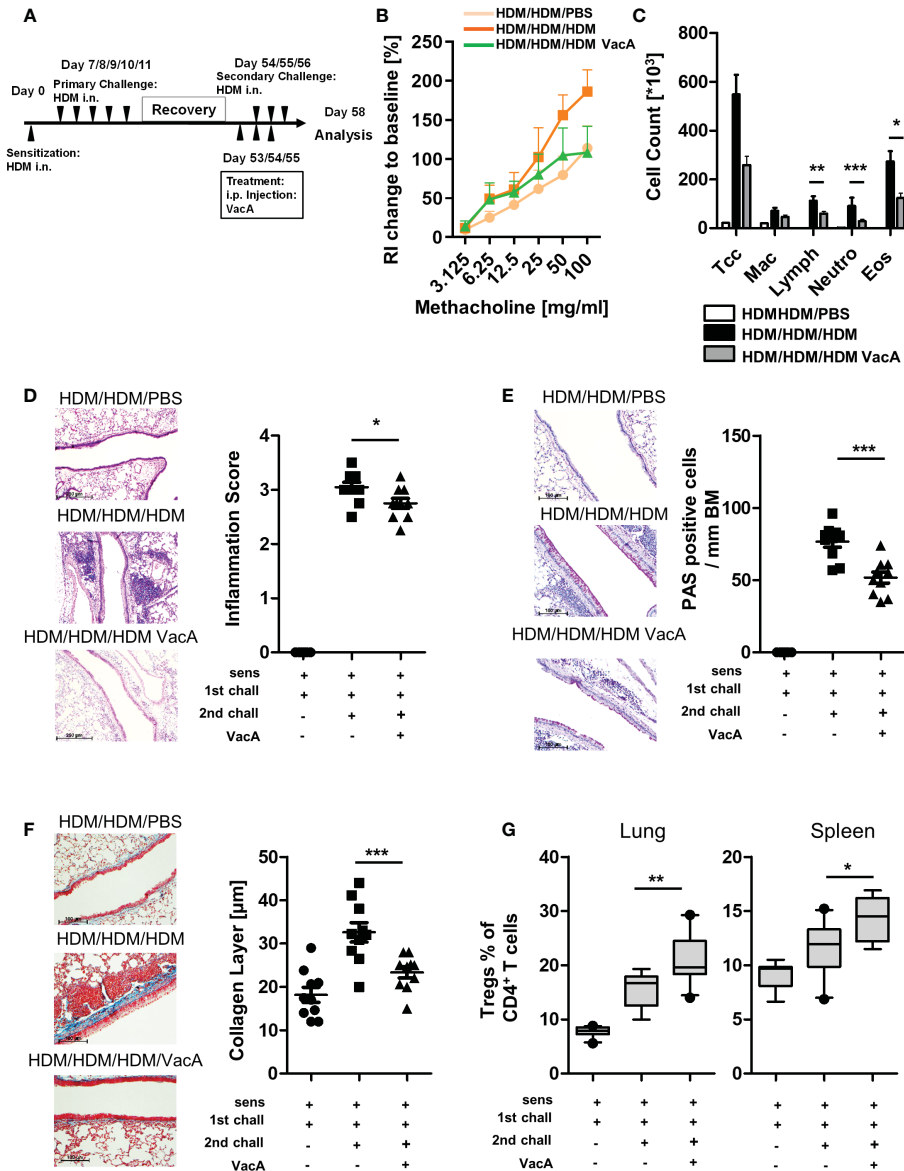 A
Day 0
Day 7/8/9/10/11
Primary Challenge:
HDM i.n.
Recovery
Day 54/55/56
Secondary Challenge:
HDM i.n.
Day 58
Analysis
Sensitization:
HDM i.n.
Day 53/54/55
Treatment:
i.p. Injection:
VacA
B
HDM/HDM/PBS
HDM/HDM/HDM
HDM/HDM/HDM VacA
RI change to baseline [%]
250
200
150
100
50
0
3.125
6.25
12.5
25
50
100
Methacholine [mg/ml]
C
Cell Count [*10³]
800
600
400
200
0
**
***
*
Tcc
Mac
Lymph
Neutro
Eos
HDMHDM/PBS
HDM/HDM/HDM
HDM/HDM/HDM VacA
D
HDM/HDM/PBS
HDM/HDM/HDM
HDM/HDM/HDM VacA
Inflammation Score
4
3
2
1
0
*
sens + + +
1st chall + + +
2nd chall - + +
VacA - - +
E
HDM/HDM/PBS
HDM/HDM/HDM
HDM/HDM/HDM VacA
PAS positive cells
/ mm BM
150
100
50
0
***
sens + + +
1st chall + + +
2nd chall - + +
VacA - - +
F
HDM/HDM/PBS
HDM/HDM/HDM
HDM/HDM/HDM/VacA
Collagen Layer [µm]
50
40
30
20
10
0
***
sens + + +
1st chall + + +
2nd chall - + +
VacA - - +
G
Lung
Tregs % of
CD4⁺ T cells
40
30
20
10
0
**
Spleen
20
15
10
5
0
*
sens + + + + + +
1st chall + + + + + +
2nd chall - + + - + +
VacA - - + - - +